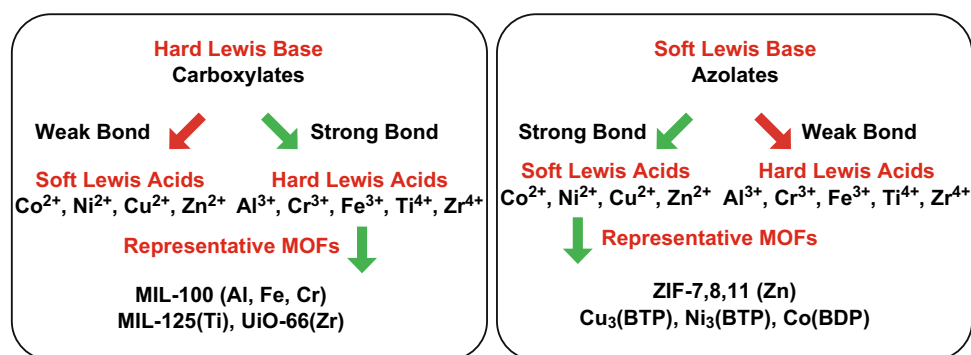 Hard Lewis Base
Carboxylates
Weak Bond
Strong Bond
Soft Lewis Acids
Hard Lewis Acids
Co²⁺, Ni²⁺, Cu²⁺, Zn²⁺
Al³⁺, Cr³⁺, Fe³⁺, Ti⁴⁺, Zr⁴⁺
Representative MOFs
MIL-100 (Al, Fe, Cr)
MIL-125(Ti), UiO-66(Zr)
Soft Lewis Base
Azolates
Strong Bond
Weak Bond
Soft Lewis Acids
Hard Lewis Acids
Co²⁺, Ni²⁺, Cu²⁺, Zn²⁺
Al³⁺, Cr³⁺, Fe³⁺, Ti⁴⁺, Zr⁴⁺
Representative MOFs
ZIF-7,8,11 (Zn)
Cu₃(BTP), Ni₃(BTP), Co(BDP)